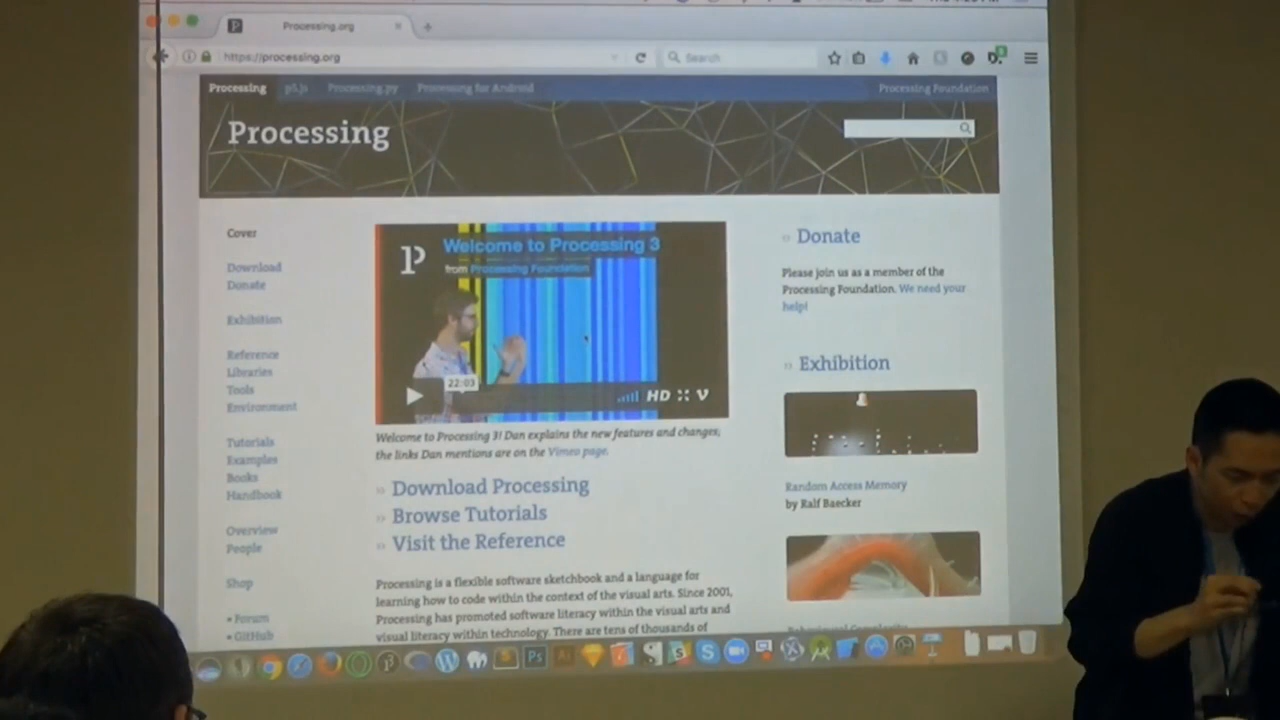 Processing.org
https://processing.org
Search
Processing
p5.js
Processing.py
Processing for Android
Processing Foundation
Processing
Cover
Download
Donate
Exhibition
Reference
Libraries
Tools
Environment
Tutorials
Examples
Books
Handbook
Overview
People
Shop
• Forum
• GitHub
Welcome to Processing 3
from Processing Foundation
22:03
HD
Welcome to Processing 3! Dan explains the new features and changes;
the links Dan mentions are on the Vimeo page.
» Download Processing
» Browse Tutorials
» Visit the Reference
Processing is a flexible software sketchbook and a language for
learning how to code within the context of the visual arts. Since 2001,
Processing has promoted software literacy within the visual arts and
visual literacy within technology. There are tens of thousands of
» Donate
Please join us as a member of the
Processing Foundation. We need your
help!
» Exhibition
Random Access Memory
by Ralf Baecker
Ps
Ai